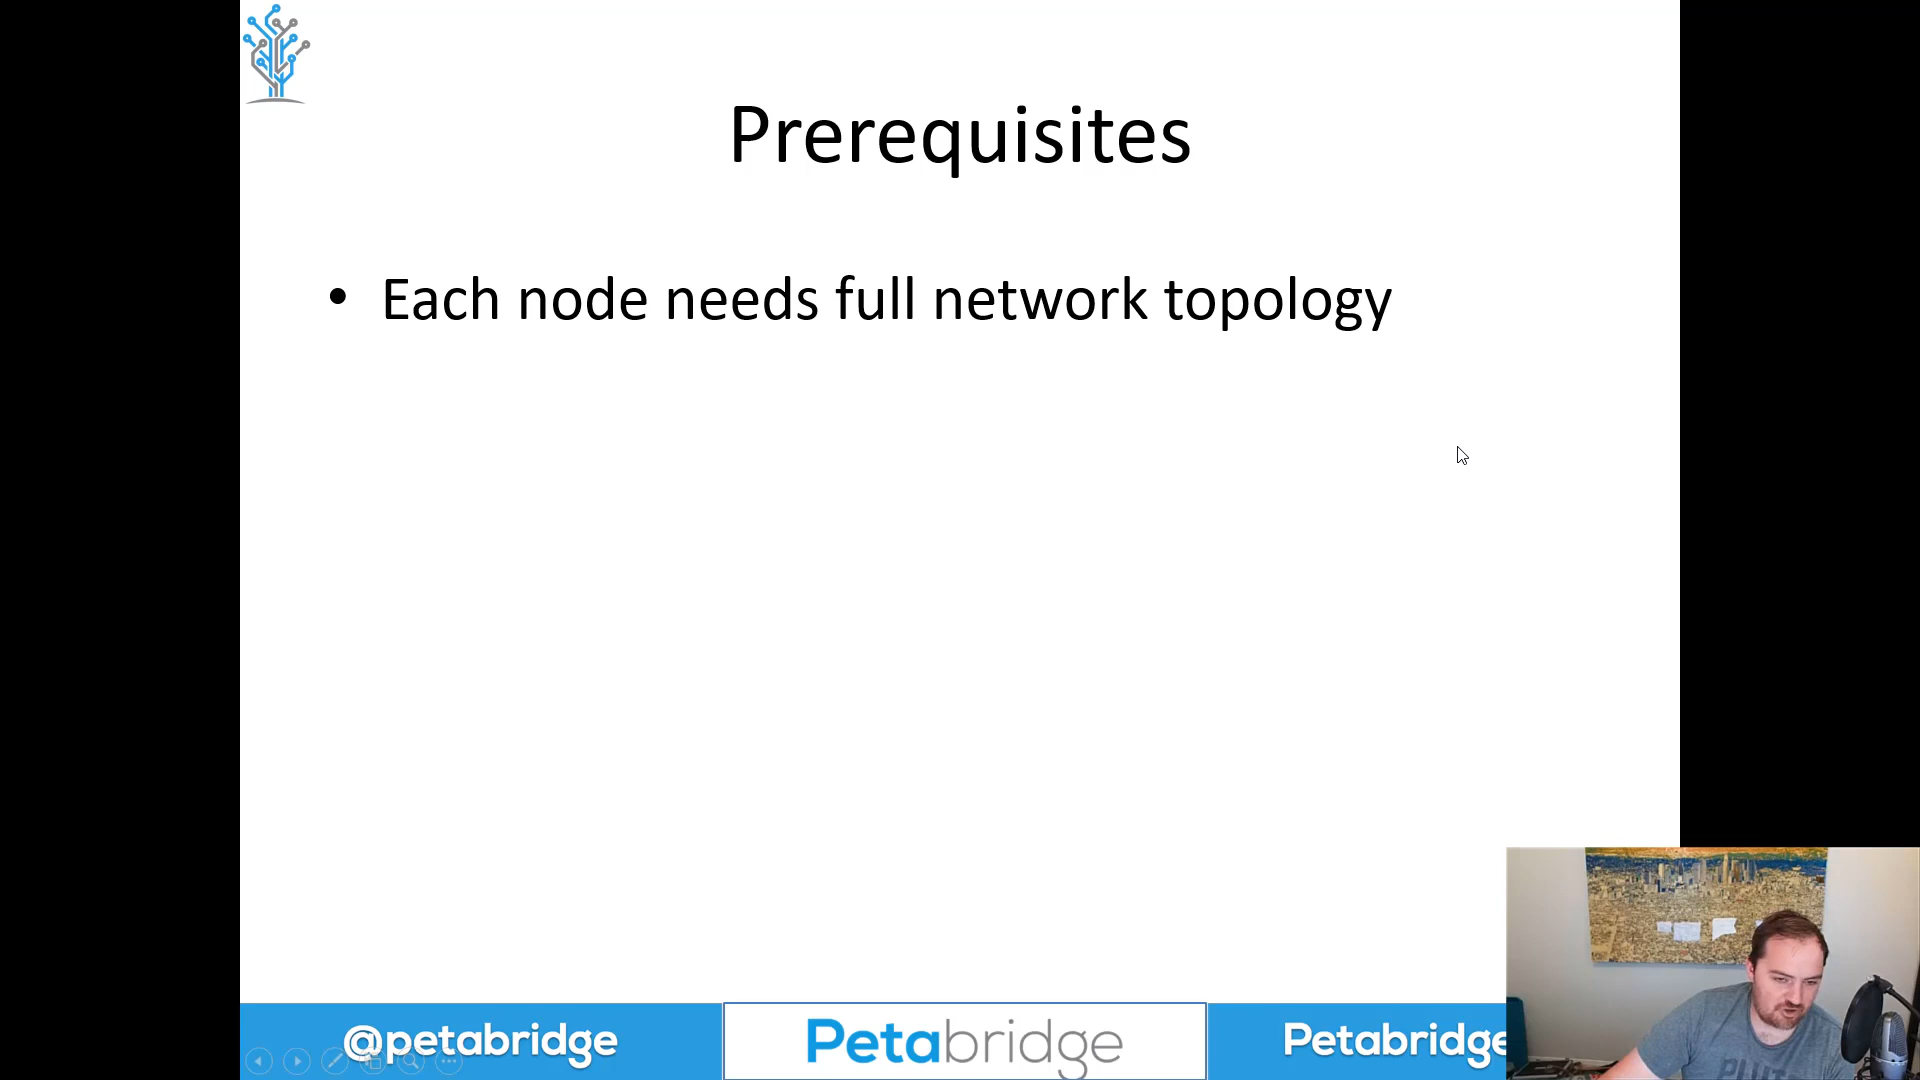 Prerequisites
• Each node needs full network topology
@petabridge
Petabridge
Petabridge